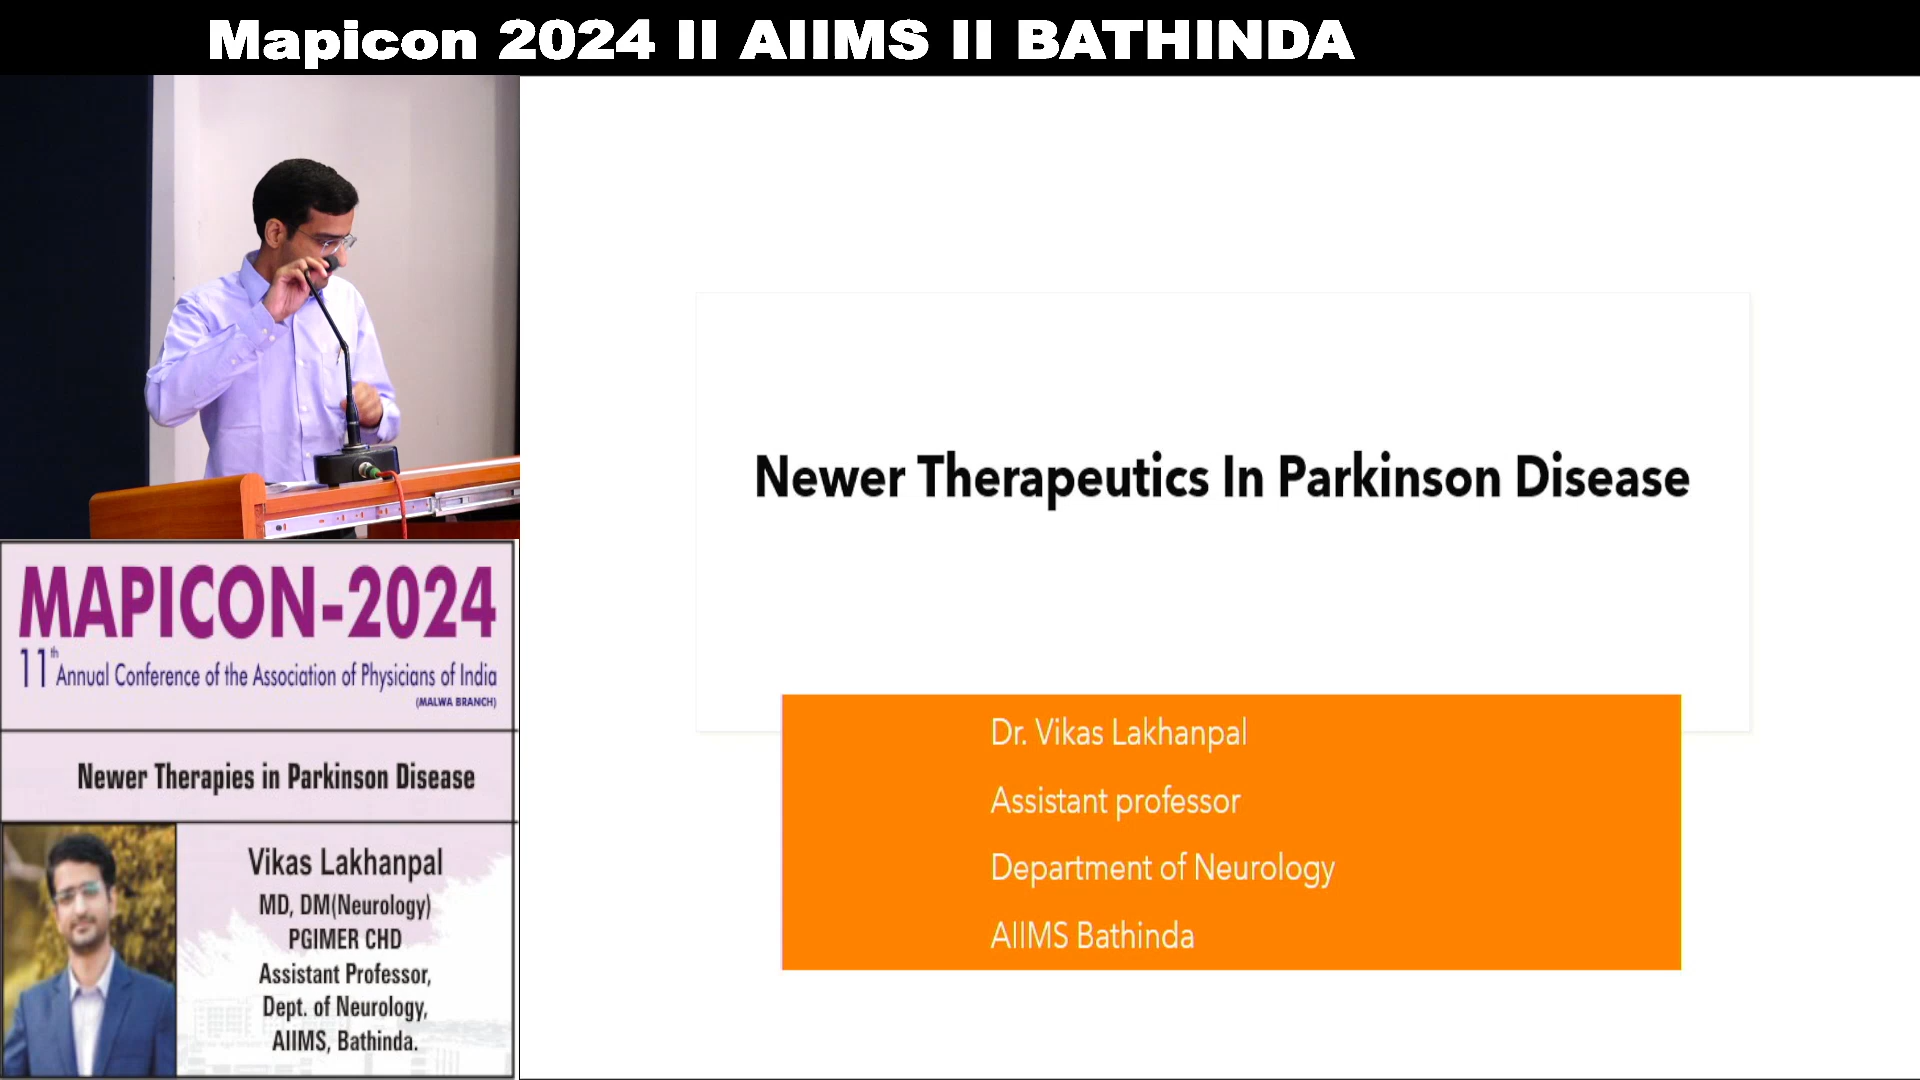 Mapicon 2024 II AIIMS II BATHINDA
MAPICON-2024
11th Annual Conference of the Association of Physicians of India
(MALWA BRANCH)
Newer Therapies in Parkinson Disease
Vikas Lakhanpal
MD, DM(Neurology)
PGIMER CHD
Assistant Professor,
Dept. of Neurology,
AIIMS, Bathinda.
Newer Therapeutics In Parkinson Disease
Dr. Vikas Lakhanpal
Assistant professor
Department of Neurology
AIIMS Bathinda